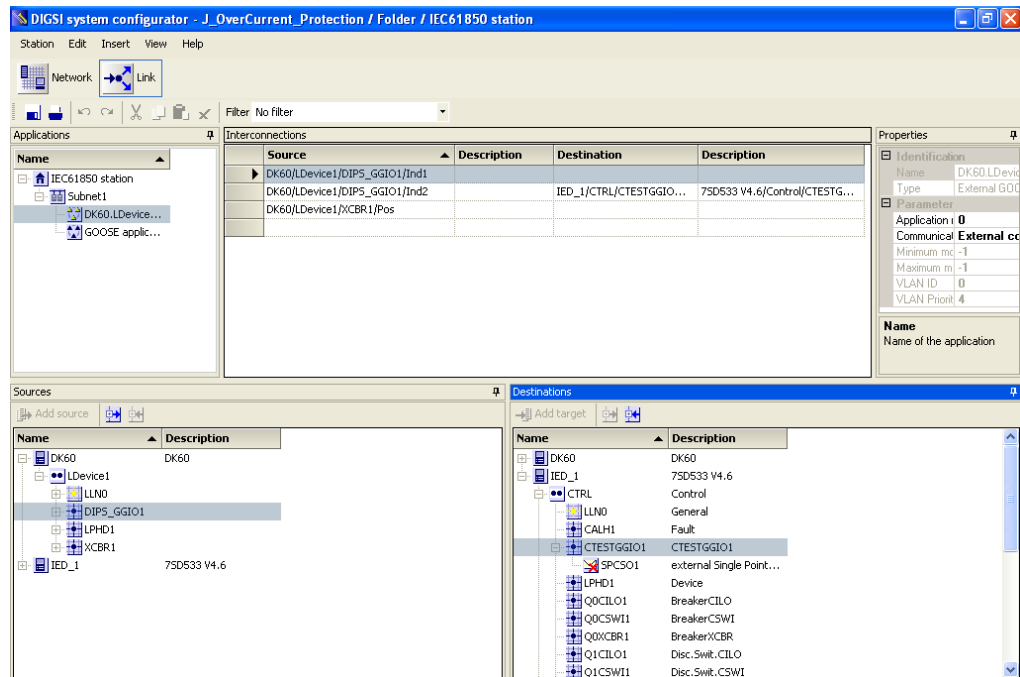 DIGSI system configurator - J_OverCurrent_Protection / Folder / IEC61850 station
Station Edit Insert View Help
Network Link
Filter No filter
Applications
Name
IEC61850 station
Subnet1
DK60.LDevice...
GOOSE applic...
Interconnections
Source Description Destination Description
DK60/LDevice1/DIPS_GGIO1/Ind1
DK60/LDevice1/DIPS_GGIO1/Ind2 IED_1/CTRL/CTESTGGIO... 7SD533 V4.6/Control/CTESTG...
DK60/LDevice1/XCBR1/Pos
Properties
Identification
Name DK60.LDevic
Type External GOO
Parameter
Application 0
Communicat External co
Minimum mo -1
Maximum m -1
VLAN ID 0
VLAN Priorit 4
Name
Name of the application
Sources
Add source
Name Description
DK60 DK60
LDevice1
LLN0
DIPS_GGIO1
LPHD1
XCBR1
IED_1 7SD533 V4.6
Destinations
Add target
Name Description
DK60 DK60
IED_1 7SD533 V4.6
CTRL Control
LLN0 General
CALH1 Fault
CTESTGGIO1 CTESTGGIO1
SPCSO1 external Single Point...
LPHD1 Device
Q0CILO1 BreakerCILO
Q0CSWI1 BreakerCSWI
Q0XCBR1 BreakerXCBR
Q1CILO1 Disc.Swit.CILO
Q1CSWI1 Disc.Swit.CSWI